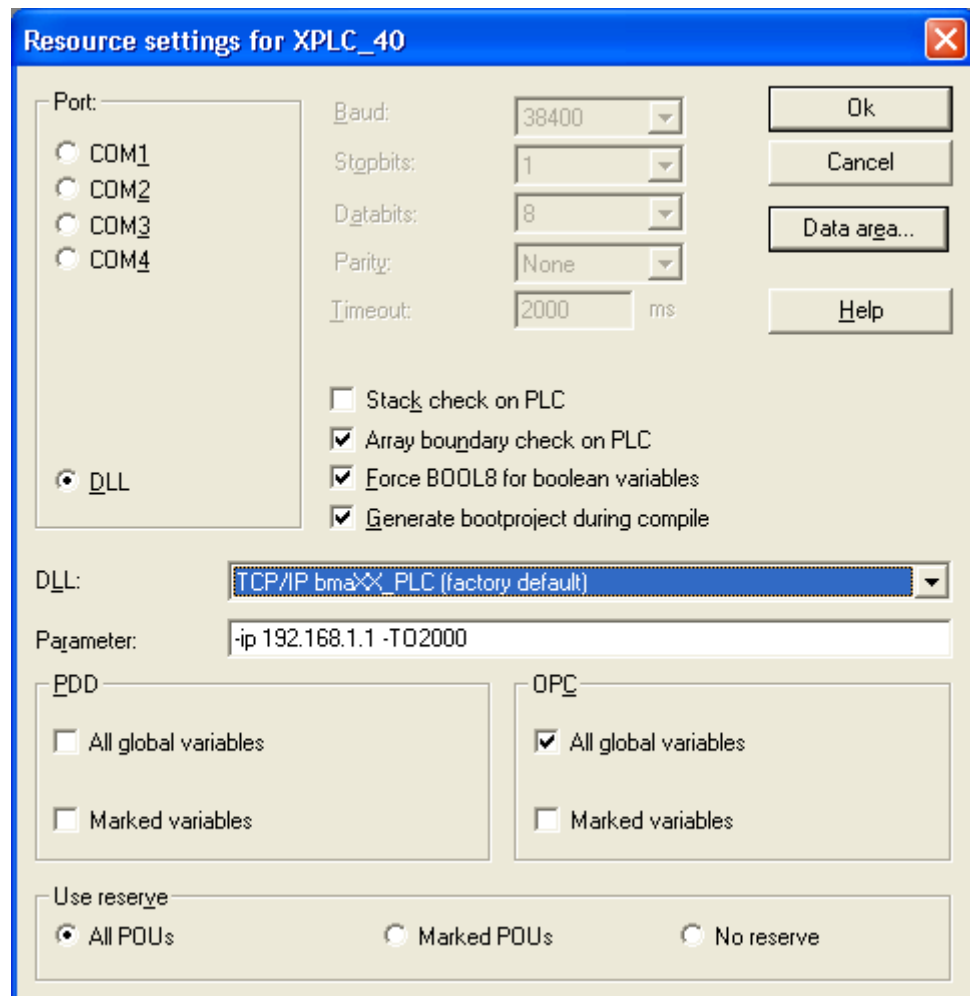 Resource settings for XPLC_40
Port:
COM1
COM2
COM3
COM4
DLL
Baud: 38400
Stopbits: 1
Databits: 8
Parity: None
Timeout: 2000 ms
Ok
Cancel
Data area...
Help
Stack check on PLC
Array boundary check on PLC
Force BOOL8 for boolean variables
Generate bootproject during compile
DLL: TCP/IP bmaXX_PLC (factory default)
Parameter: -ip 192.168.1.1 -TO2000
PDD
All global variables
Marked variables
OPC
All global variables
Marked variables
Use reserve
All POUs Marked POUs No reserve